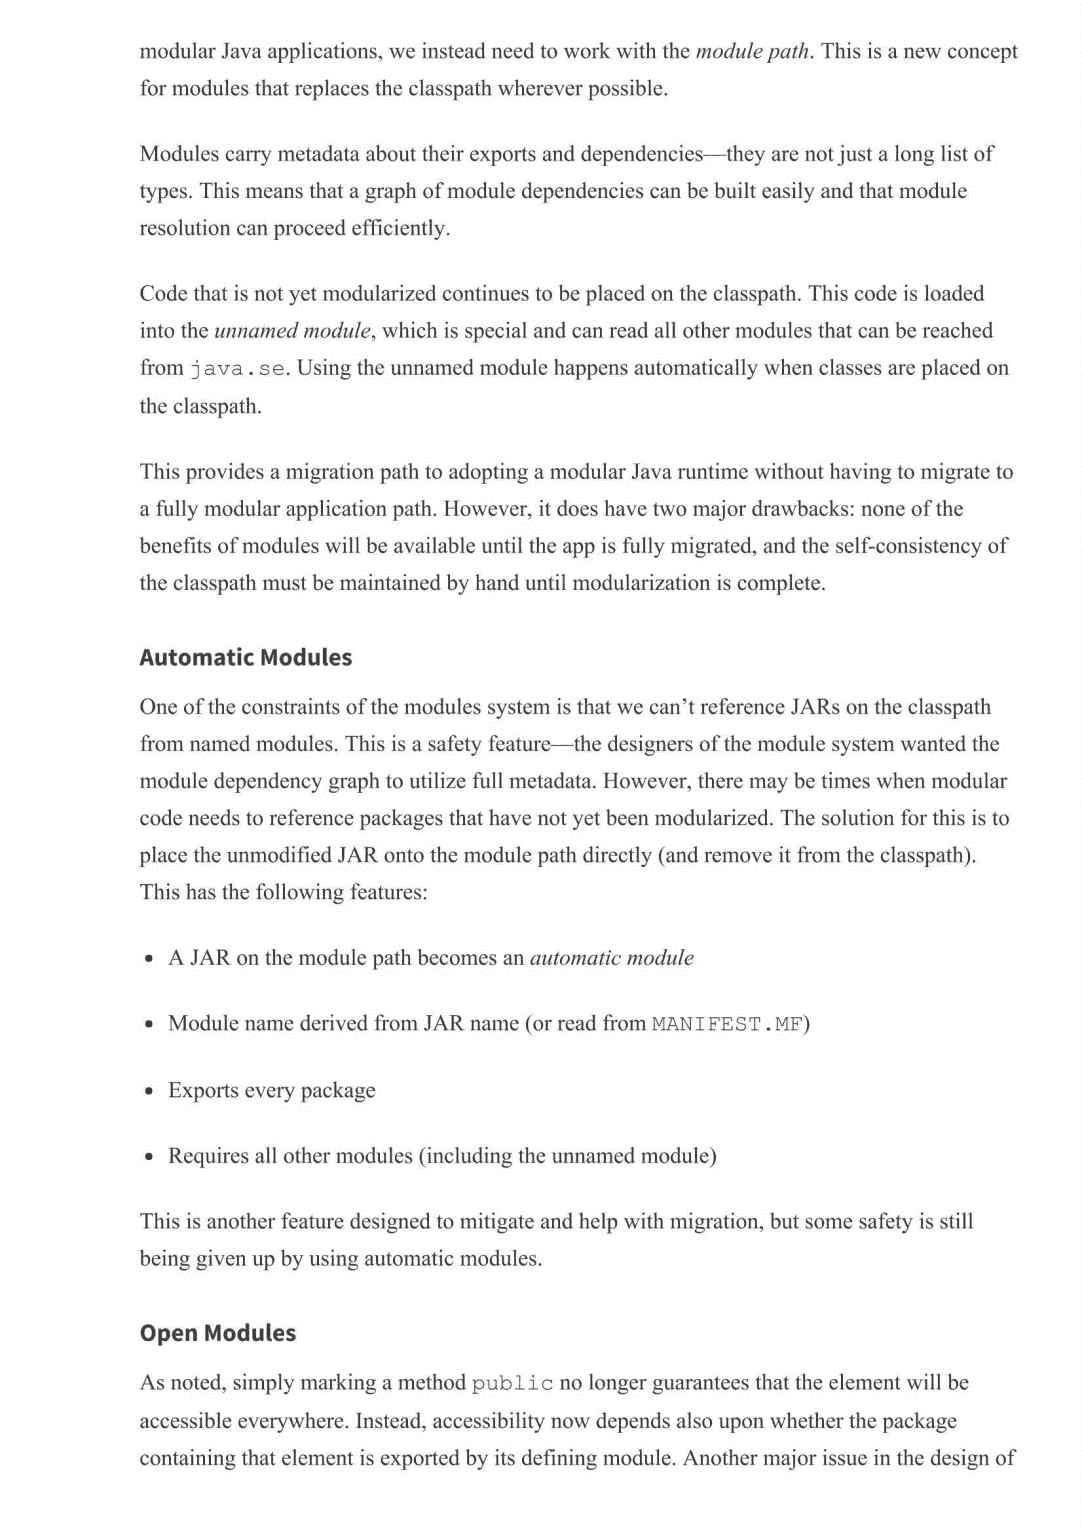 modular Java applications, we instead need to work with the module path. This is a new concept
for modules that replaces the classpath wherever possible.
Modules carry metadata about their exports and dependencies—they are not just a long list of
types. This means that a graph of module dependencies can be built easily and that module
resolution can proceed efficiently.
Code that is not yet modularized continues to be placed on the classpath. This code is loaded
into the unnamed module, which is special and can read all other modules that can be reached
from java.se. Using the unnamed module happens automatically when classes are placed on
the classpath.
This provides a migration path to adopting a modular Java runtime without having to migrate to
a fully modular application path. However, it does have two major drawbacks: none of the
benefits of modules will be available until the app is fully migrated, and the self-consistency of
the classpath must be maintained by hand until modularization is complete.
Automatic Modules
One of the constraints of the modules system is that we can’t reference JARs on the classpath
from named modules. This is a safety feature—the designers of the module system wanted the
module dependency graph to utilize full metadata. However, there may be times when modular
code needs to reference packages that have not yet been modularized. The solution for this is to
place the unmodified JAR onto the module path directly (and remove it from the classpath).
This has the following features:
• A JAR on the module path becomes an automatic module
• Module name derived from JAR name (or read from MANIFEST.MF)
• Exports every package
• Requires all other modules (including the unnamed module)
This is another feature designed to mitigate and help with migration, but some safety is still
being given up by using automatic modules.
Open Modules
As noted, simply marking a method public no longer guarantees that the element will be
accessible everywhere. Instead, accessibility now depends also upon whether the package
containing that element is exported by its defining module. Another major issue in the design of